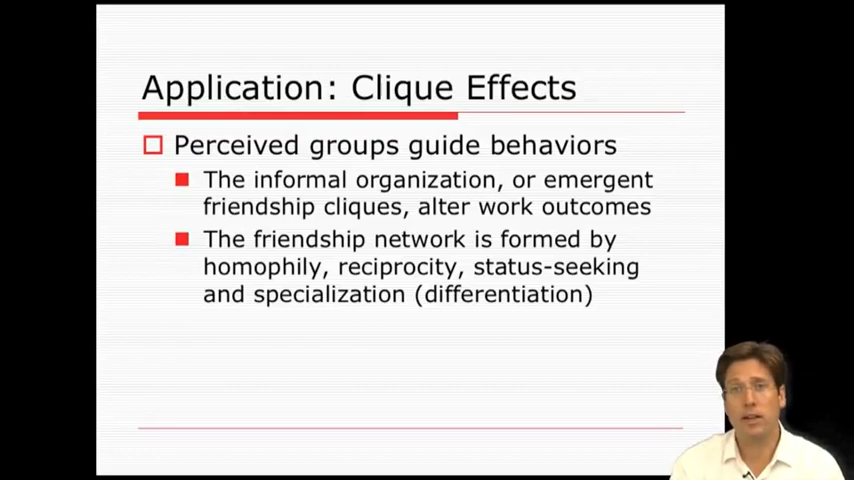 Application: Clique Effects
Perceived groups guide behaviors
The informal organization, or emergent
friendship cliques, alter work outcomes
The friendship network is formed by
homophily, reciprocity, status-seeking
and specialization (differentiation)